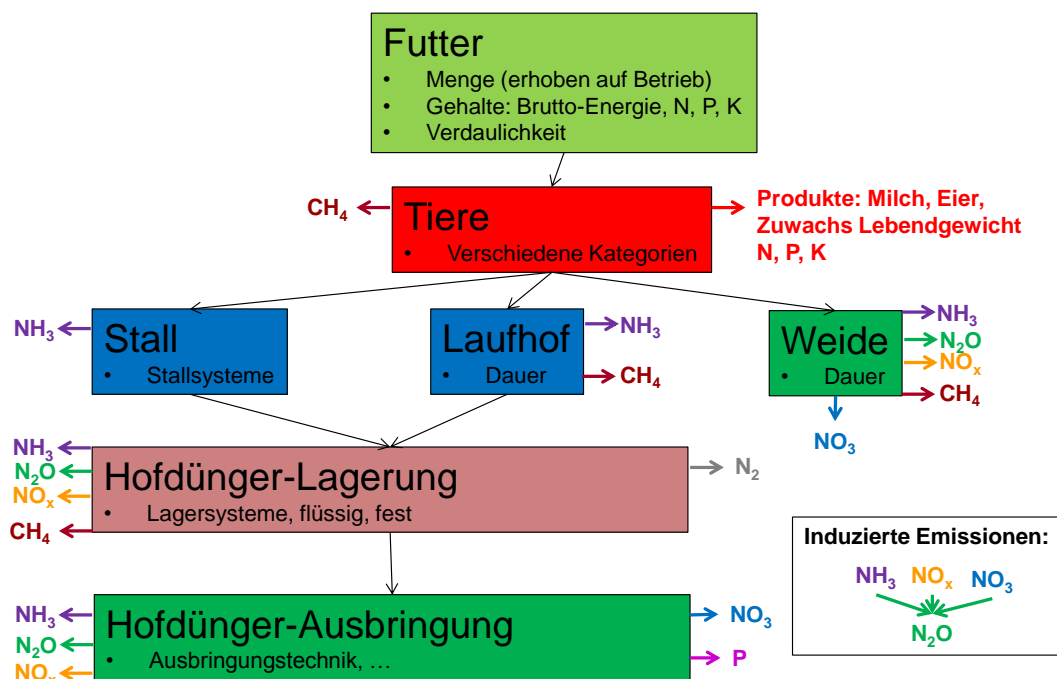 Futter
• Menge (erhoben auf Betrieb)
• Gehalte: Brutto-Energie, N, P, K
• Verdaulichkeit
CH₄
Tiere
• Verschiedene Kategorien
Produkte: Milch, Eier,
Zuwachs Lebendgewicht
N, P, K
NH₃
Stall
• Stallsysteme
Laufhof
• Dauer
NH₃
CH₄
Weide
• Dauer
NH₃
N₂O
NOₓ
CH₄
NO₃
NH₃
N₂O
NOₓ
CH₄
Hofdünger-Lagerung
• Lagersysteme, flüssig, fest
N₂
Induzierte Emissionen:
NH₃ NOₓ NO₃
N₂O
NH₃
N₂O
NOₓ
Hofdünger-Ausbringung
• Ausbringungstechnik, …
NO₃
P